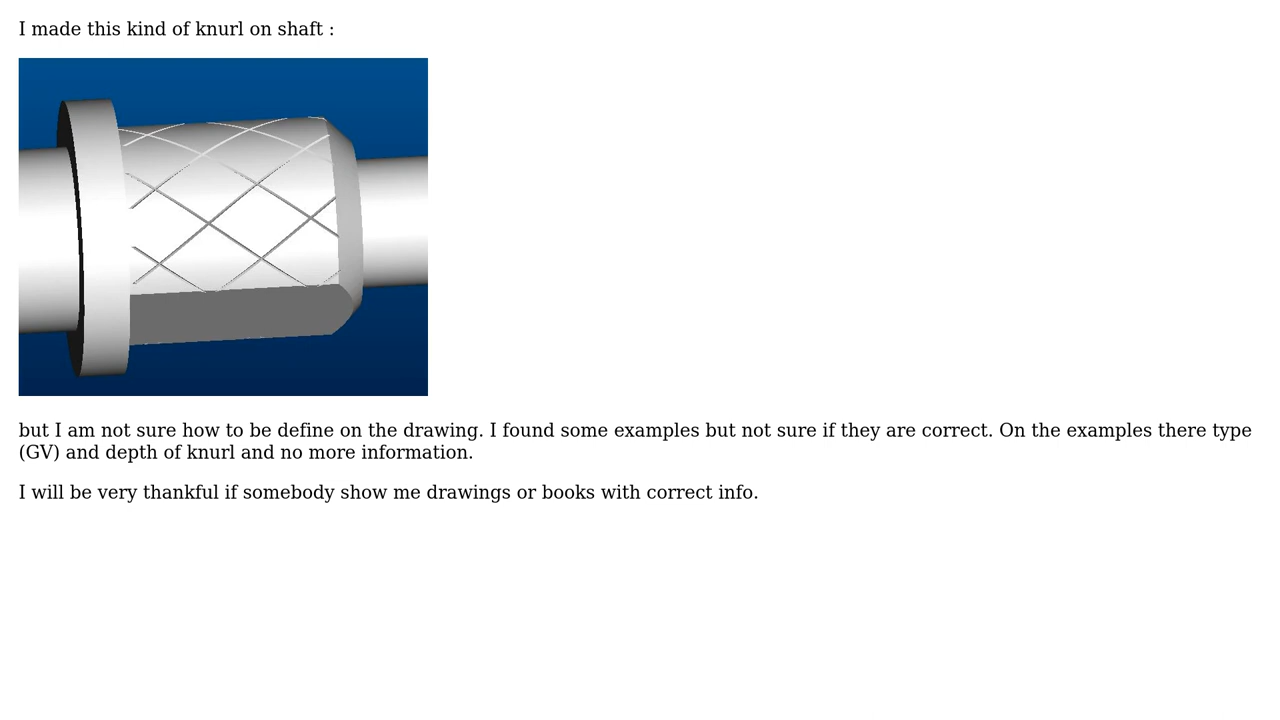 I made this kind of knurl on shaft :
but I am not sure how to be define on the drawing. I found some examples but not sure if they are correct. On the examples there type
(GV) and depth of knurl and no more information.
I will be very thankful if somebody show me drawings or books with correct info.